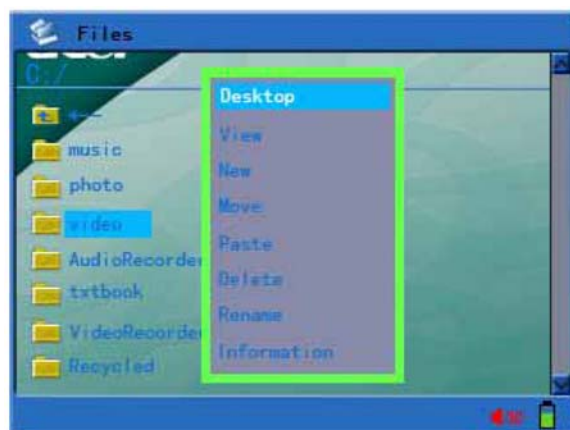 Files
C:/
music
photo
video
AudioRecorder
txtbook
VideoRecorder
Recycled
Desktop
View
New
Move
Paste
Delete
Rename
Information